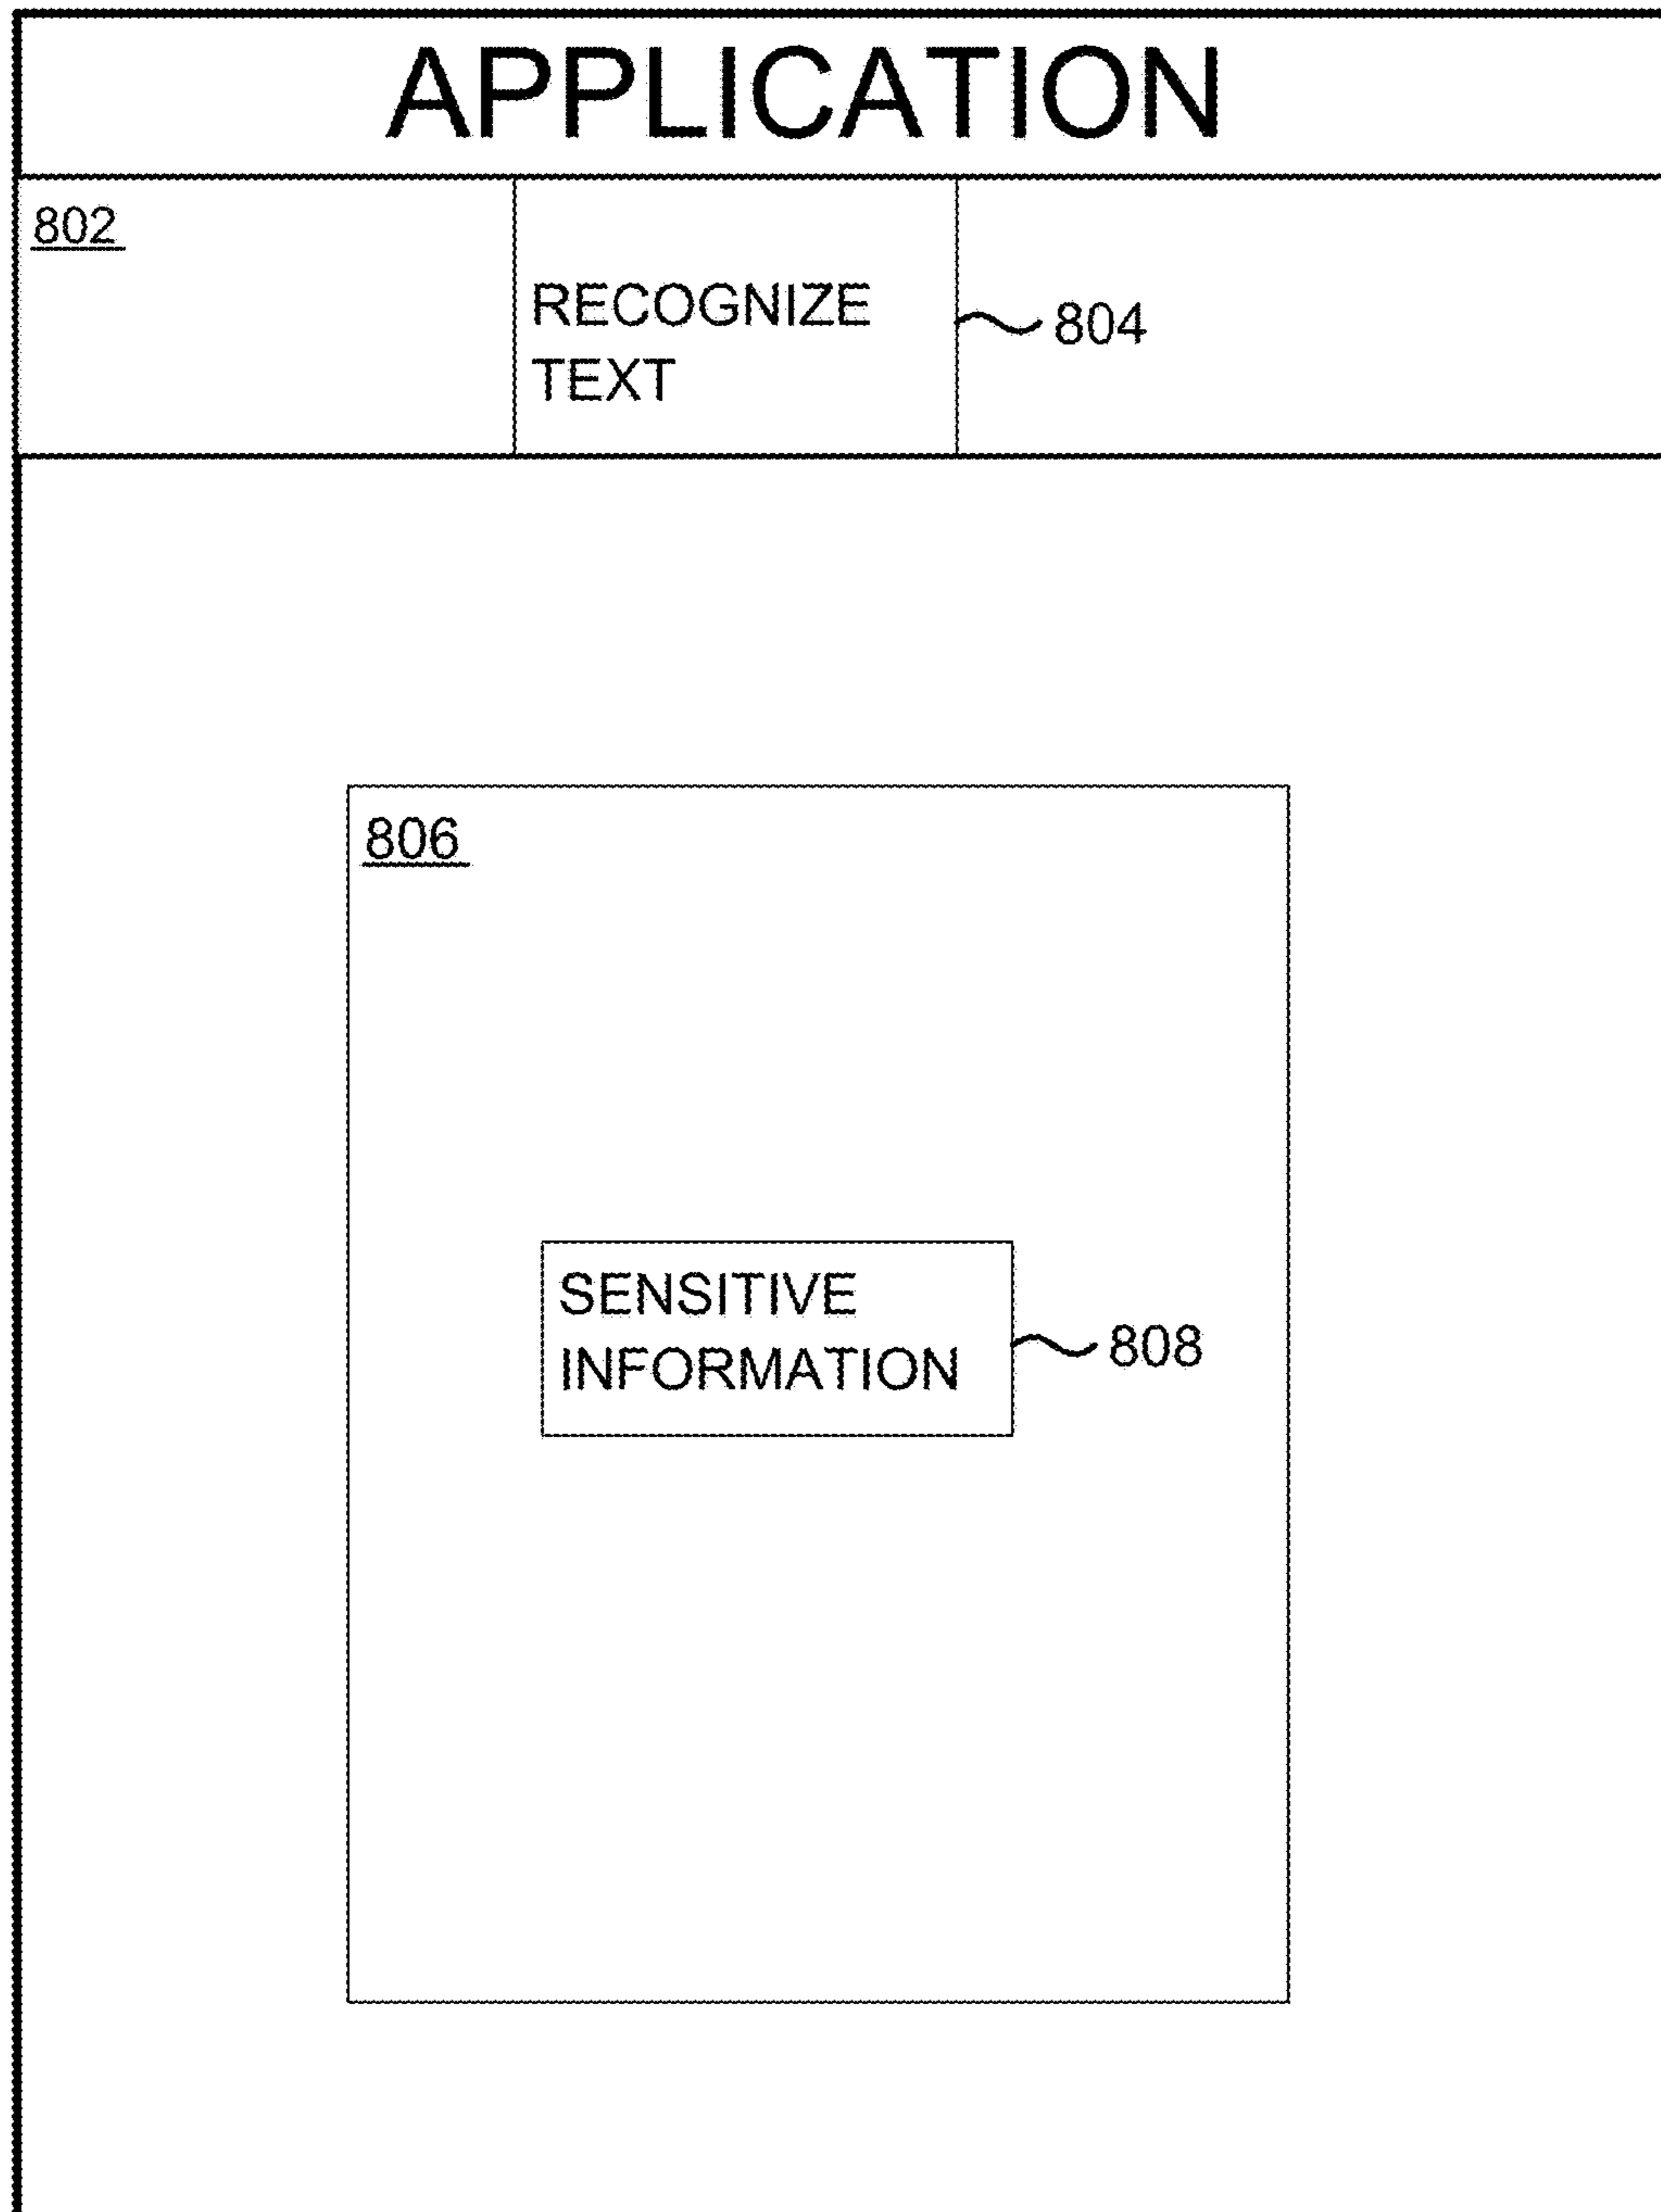 APPLICATION
802
RECOGNIZE
TEXT
804
806
SENSITIVE
INFORMATION
808